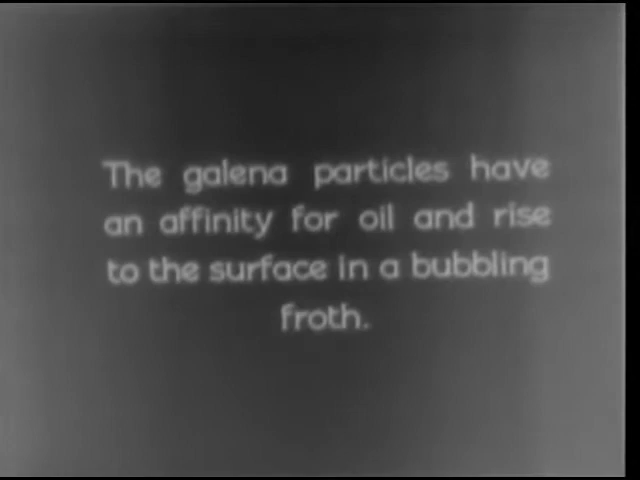 The galena particles have
an affinity for oil and rise
to the surface in a bubbling
froth.